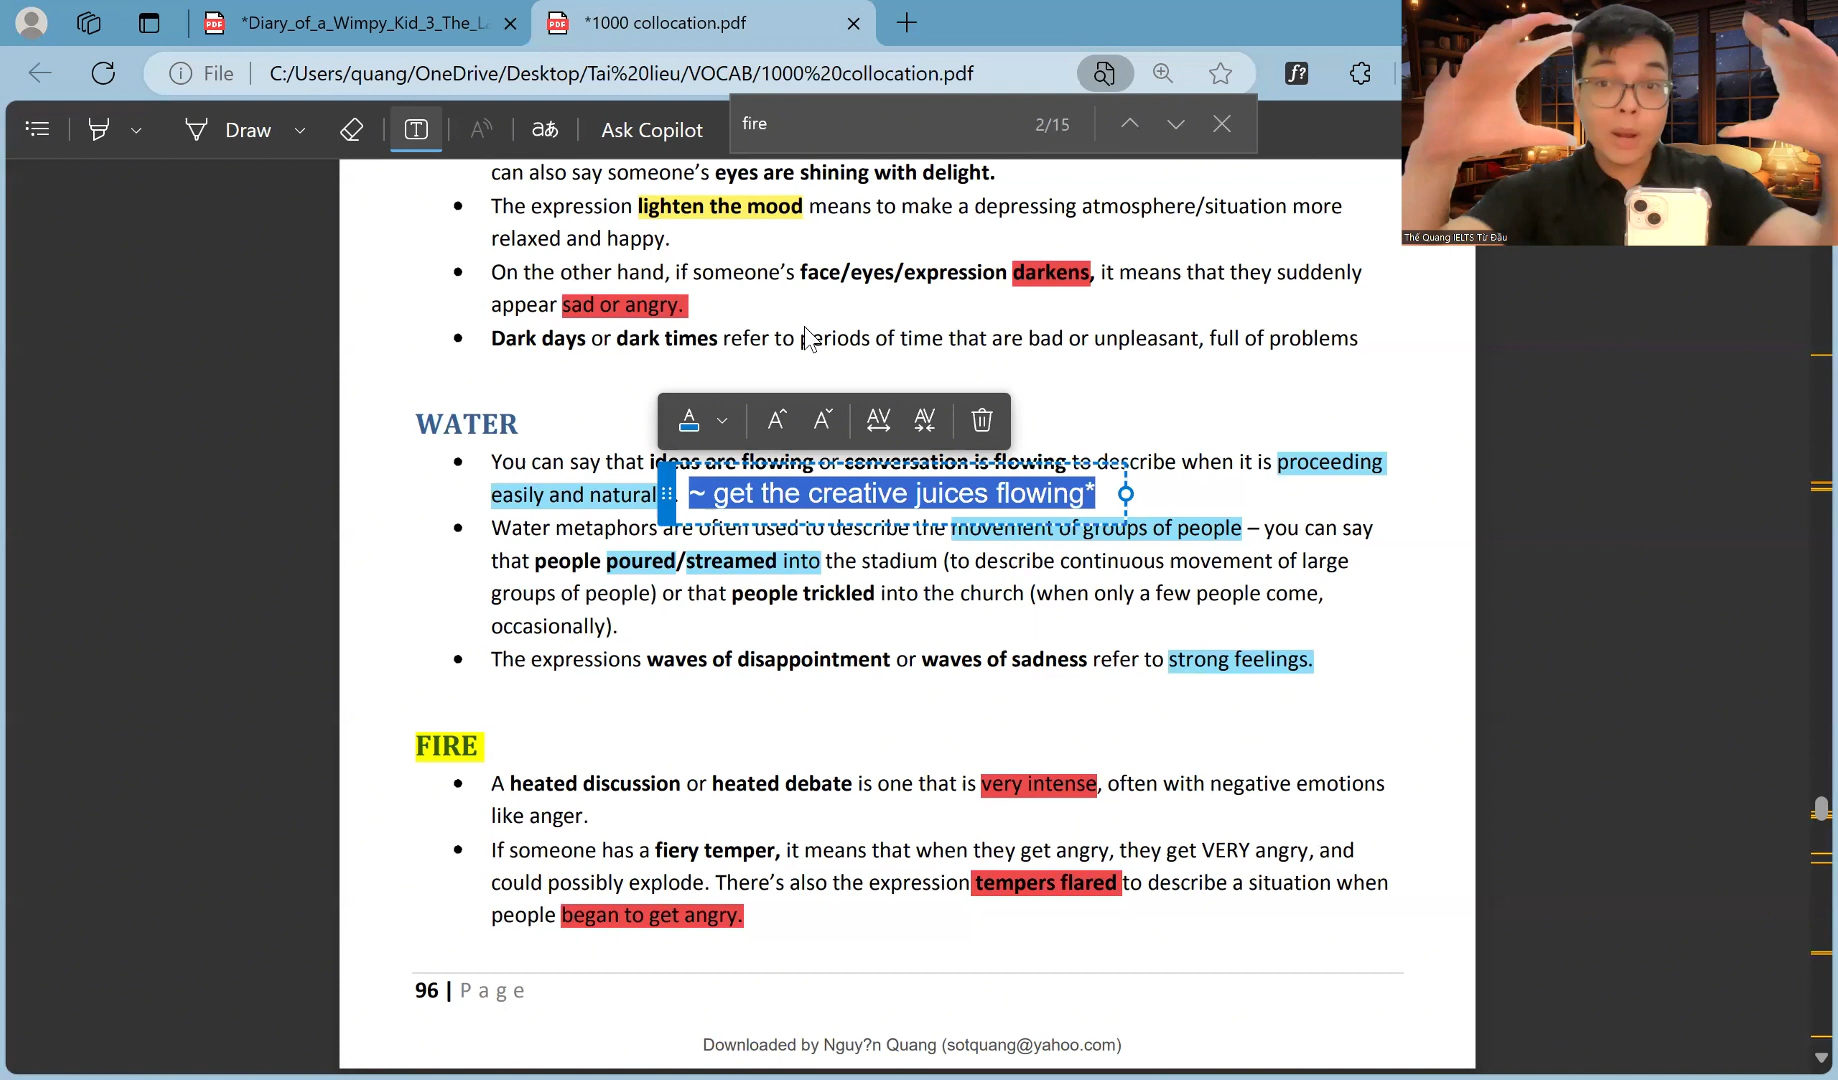 *Diary_of_a_Wimpy_Kid_3_The_La
*1000 collocation.pdf
File
C:/Users/quang/OneDrive/Desktop/Tai%20lieu/VOCAB/1000%20collocation.pdf
f?
Draw
T
aあ
Ask Copilot
fire
2/15
Thế Quang IELTS Từ Đầu
can also say someone's eyes are shining with delight.
• The expression lighten the mood means to make a depressing atmosphere/situation more
relaxed and happy.
• On the other hand, if someone's face/eyes/expression darkens, it means that they suddenly
appear sad or angry.
• Dark days or dark times refer to periods of time that are bad or unpleasant, full of problems
WATER
• You can say that ideas are flowing or conversation is flowing to describe when it is proceeding
easily and natural
~ get the creative juices flowing*
• Water metaphors are often used to describe the movement of groups of people – you can say
that people poured/streamed into the stadium (to describe continuous movement of large
groups of people) or that people trickled into the church (when only a few people come,
occasionally).
• The expressions waves of disappointment or waves of sadness refer to strong feelings.
FIRE
• A heated discussion or heated debate is one that is very intense, often with negative emotions
like anger.
• If someone has a fiery temper, it means that when they get angry, they get VERY angry, and
could possibly explode. There's also the expression tempers flared to describe a situation when
people began to get angry.
96 | Page
Downloaded by Nguy?n Quang (sotquang@yahoo.com)